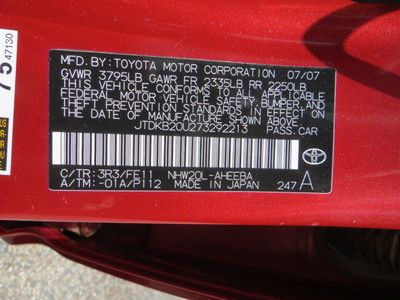 MFD. BY: TOYOTA MOTOR CORPORATION 07/07
GVWR 3795LB GAWR FR 2335LB RR 2250LB
THIS VEHICLE CONFORMS TO ALL APPLICABLE
FEDERAL MOTOR VEHICLE SAFETY, BUMPER, AND
THEFT PREVENTION STANDARDS IN EFFECT ON
THE DATE OF MANUFACTURE SHOWN ABOVE.
JTDKB20U273292213 PASS.CAR
C/TR: 3R3/FE11 NHW20L-AHEEBA
A/TM: -01A/P112 MADE IN JAPAN 247 A
75
47130